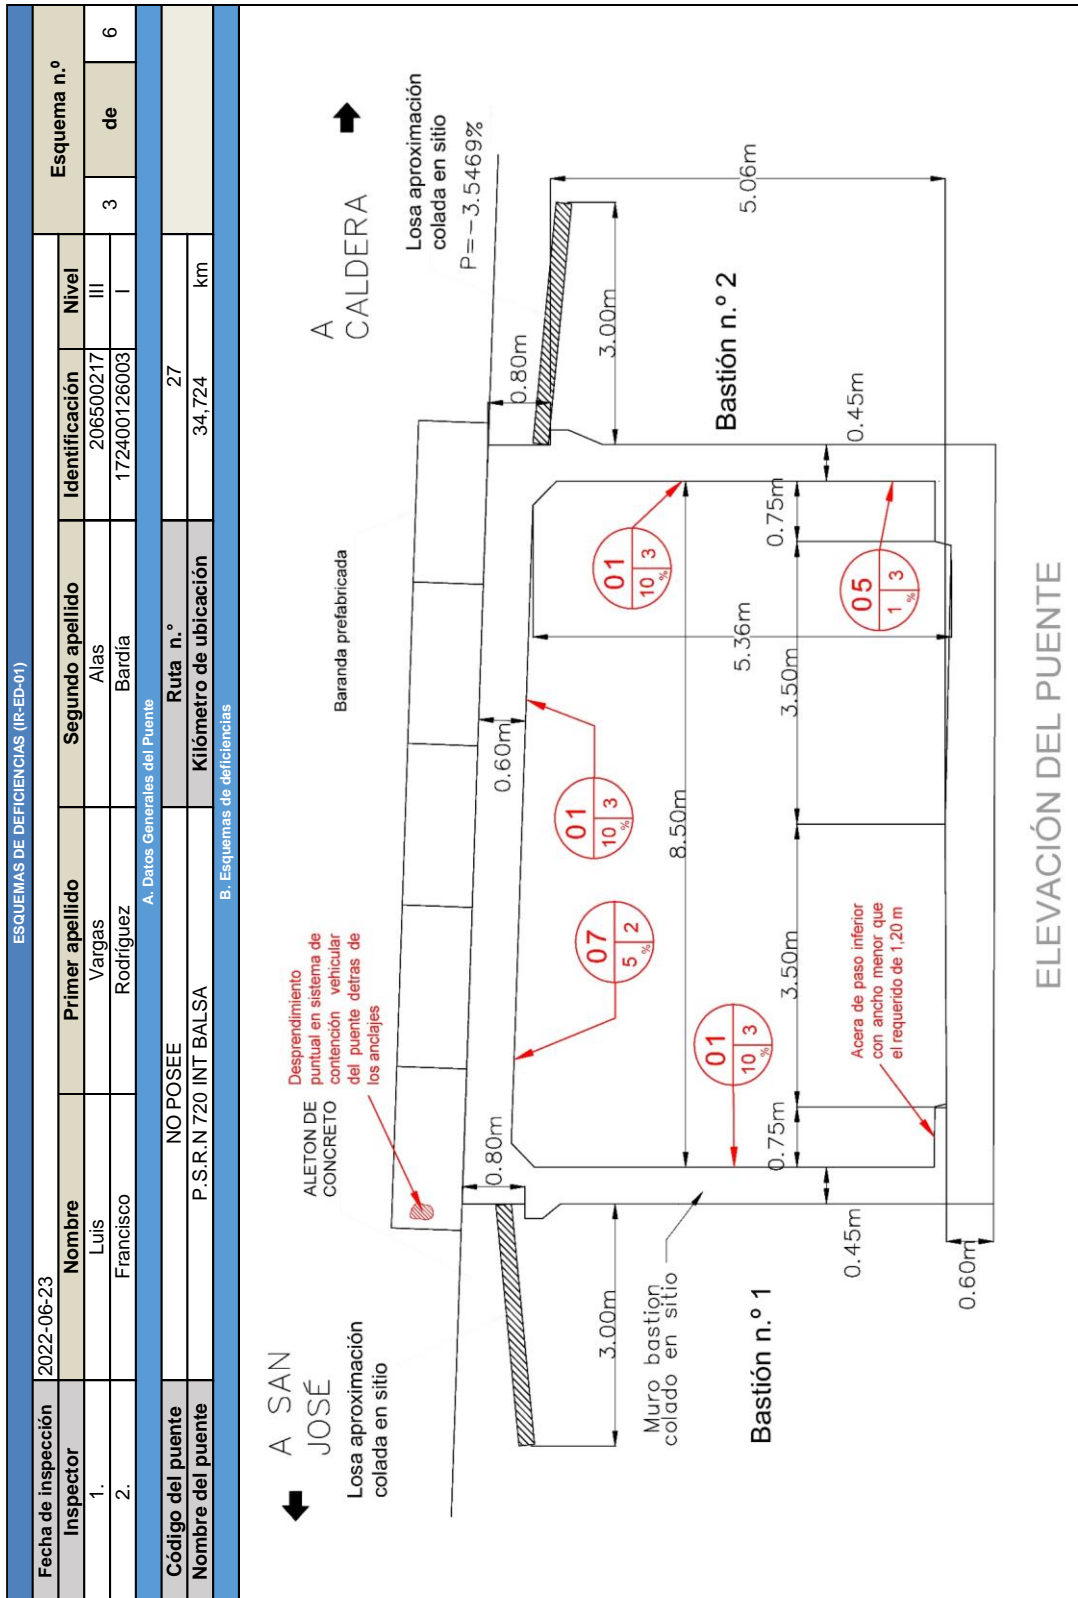 ESQUEMAS DE DEFICIENCIAS (IR-ED-01)
Fecha de inspección 2022-06-23 Esquema n.º
Inspector Nombre Primer apellido Segundo apellido Identificación Nivel
1. Luis Vargas Alas 206500217 III 3 de 6
2. Francisco Rodríguez Bardía 172400126003 I
A. Datos Generales del Puente
Código del puente NO POSEE Ruta n.º 27
Nombre del puente P.S.R.N 720 INT BALSA Kilómetro de ubicación 34,724 km
B. Esquemas de deficiencias
A SAN
JOSÉ
Losa aproximación
colada en sitio
ALETON DE
CONCRETO
Desprendimiento
puntual en sistema de
contención vehicular
del puente detras de
los anclajes
Baranda prefabricada
A
CALDERA
Losa aproximación
colada en sitio
P=-3.5469%
0.80m
0.60m
0.80m
3.00m
3.00m
07
5 % 2
01
10 % 3
01
10 % 3
01
10 % 3
8.50m
5.36m
5.06m
Muro bastion
colado en sitio
Bastión n.º 1
Bastión n.º 2
0.75m
3.50m
3.50m
0.75m
0.45m
0.45m
05
1 % 3
Acera de paso inferior
con ancho menor que
el requerido de 1,20 m
0.60m
ELEVACIÓN DEL PUENTE